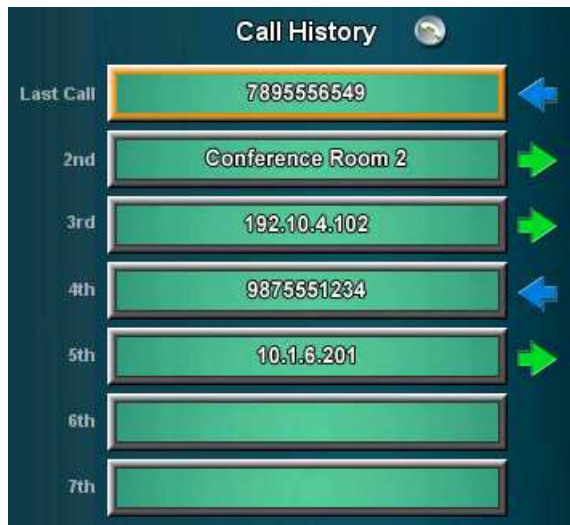 Call History
Last Call 7895556549
2nd Conference Room 2
3rd 192.10.4.102
4th 9875551234
5th 10.1.6.201
6th
7th